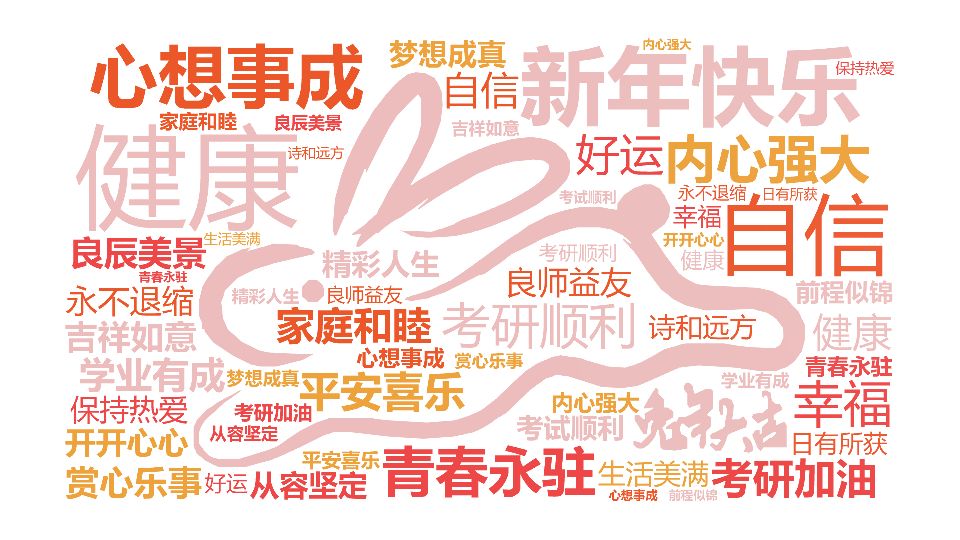 内心强大
心想事成
梦想成真
新年快乐
保持热爱
自信
家庭和睦
良辰美景
吉祥如意
健康
诗和远方
好运
内心强大
考试顺利
永不退缩
日有所获
幸福
自信
生活美满
开开心心
良辰美景
考研顺利
健康
精彩人生
青春永驻
良师益友
前程似锦
永不退缩
精彩人生
良师益友
吉祥如意
家庭和睦
考研顺利
诗和远方
健康
心想事成
赏心乐事
青春永驻
学业有成
梦想成真
学业有成
平安喜乐
保持热爱
考研加油
内心强大
幸福
从容坚定
考试顺利
兔年大吉
开开心心
日有所获
平安喜乐
青春永驻
生活美满
考研加油
赏心乐事
好运
从容坚定
心想事成
前程似锦